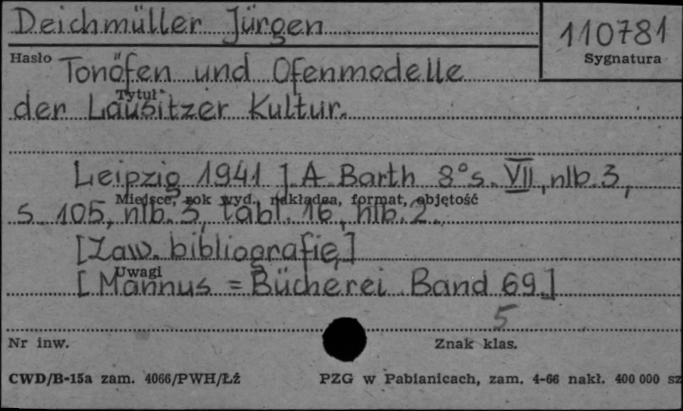 Deichmüller Jürgen
110781
Hasło
Sygnatura
Tonöfen und Ofenmodelle
Tytuł
der Lausitzer Kultur.
Leipzig 1941 J. A. Barth 8° s. VII, nlb. 3,
Miejsce, rok wyd., nakładca, format, objętość
s. 105, nlb. 3, tabl. 16, nlb. 2.
[Zaw. bibliografię]
Uwagi
[Mannus = Bücherei Band 69.]
5
Nr inw.
Znak klas.
CWD/B-15a zam. 4066/PWH/Łź
PZG w Pabianicach, zam. 4-66 nakł. 400 000 sz